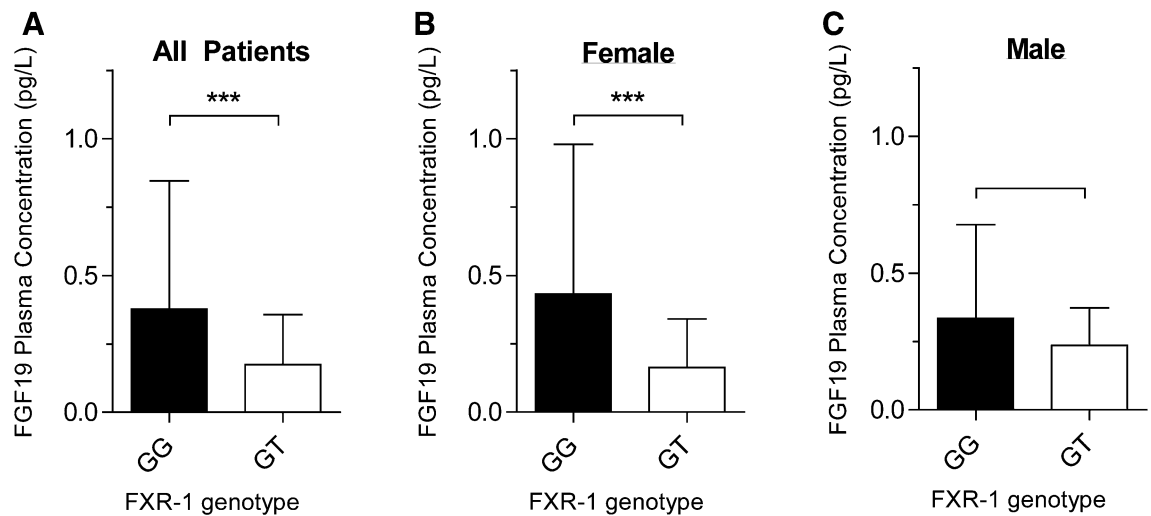 A
All Patients
FGF19 Plasma Concentration (pg/L)
***
1.0
0.5
0.0
GG
GT
FXR-1 genotype
B
Female
FGF19 Plasma Concentration (pg/L)
***
1.0
0.5
0.0
GG
GT
FXR-1 genotype
C
Male
FGF19 Plasma Concentration (pg/L)
1.0
0.5
0.0
GG
GT
FXR-1 genotype